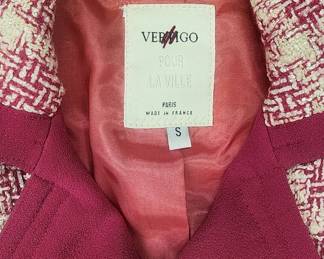 VERTIGO
POUR
LA VILLE
PARIS
MADE IN FRANCE
S